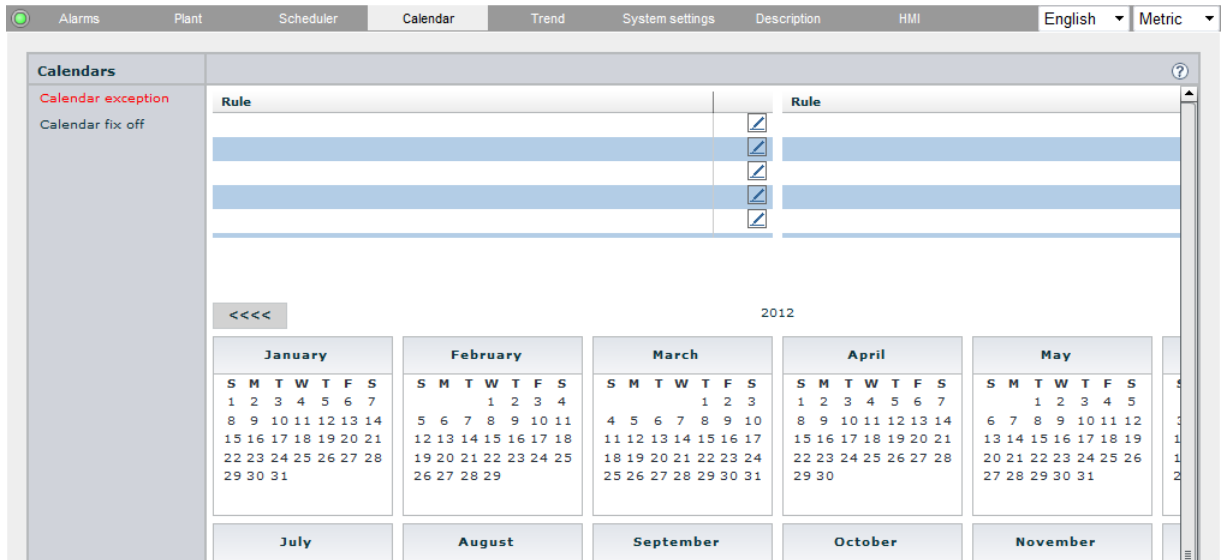 Alarms Plant Scheduler Calendar Trend System settings Description HMI English Metric
Calendars ?
Calendar exception
Calendar fix off
Rule Rule
<<<< 2012
January February March April May
S M T W T F S S M T W T F S S M T W T F S S M T W T F S S M T W T F S
1 2 3 4 5 6 7 1 2 3 4 1 2 3 1 2 3 4 5 6 7 1 2 3 4 5
8 9 10 11 12 13 14 5 6 7 8 9 10 11 4 5 6 7 8 9 10 8 9 10 11 12 13 14 6 7 8 9 10 11 12
15 16 17 18 19 20 21 12 13 14 15 16 17 18 11 12 13 14 15 16 17 15 16 17 18 19 20 21 13 14 15 16 17 18 19
22 23 24 25 26 27 28 19 20 21 22 23 24 25 18 19 20 21 22 23 24 22 23 24 25 26 27 28 20 21 22 23 24 25 26
29 30 31 26 27 28 29 25 26 27 28 29 30 31 29 30 27 28 29 30 31
July August September October November